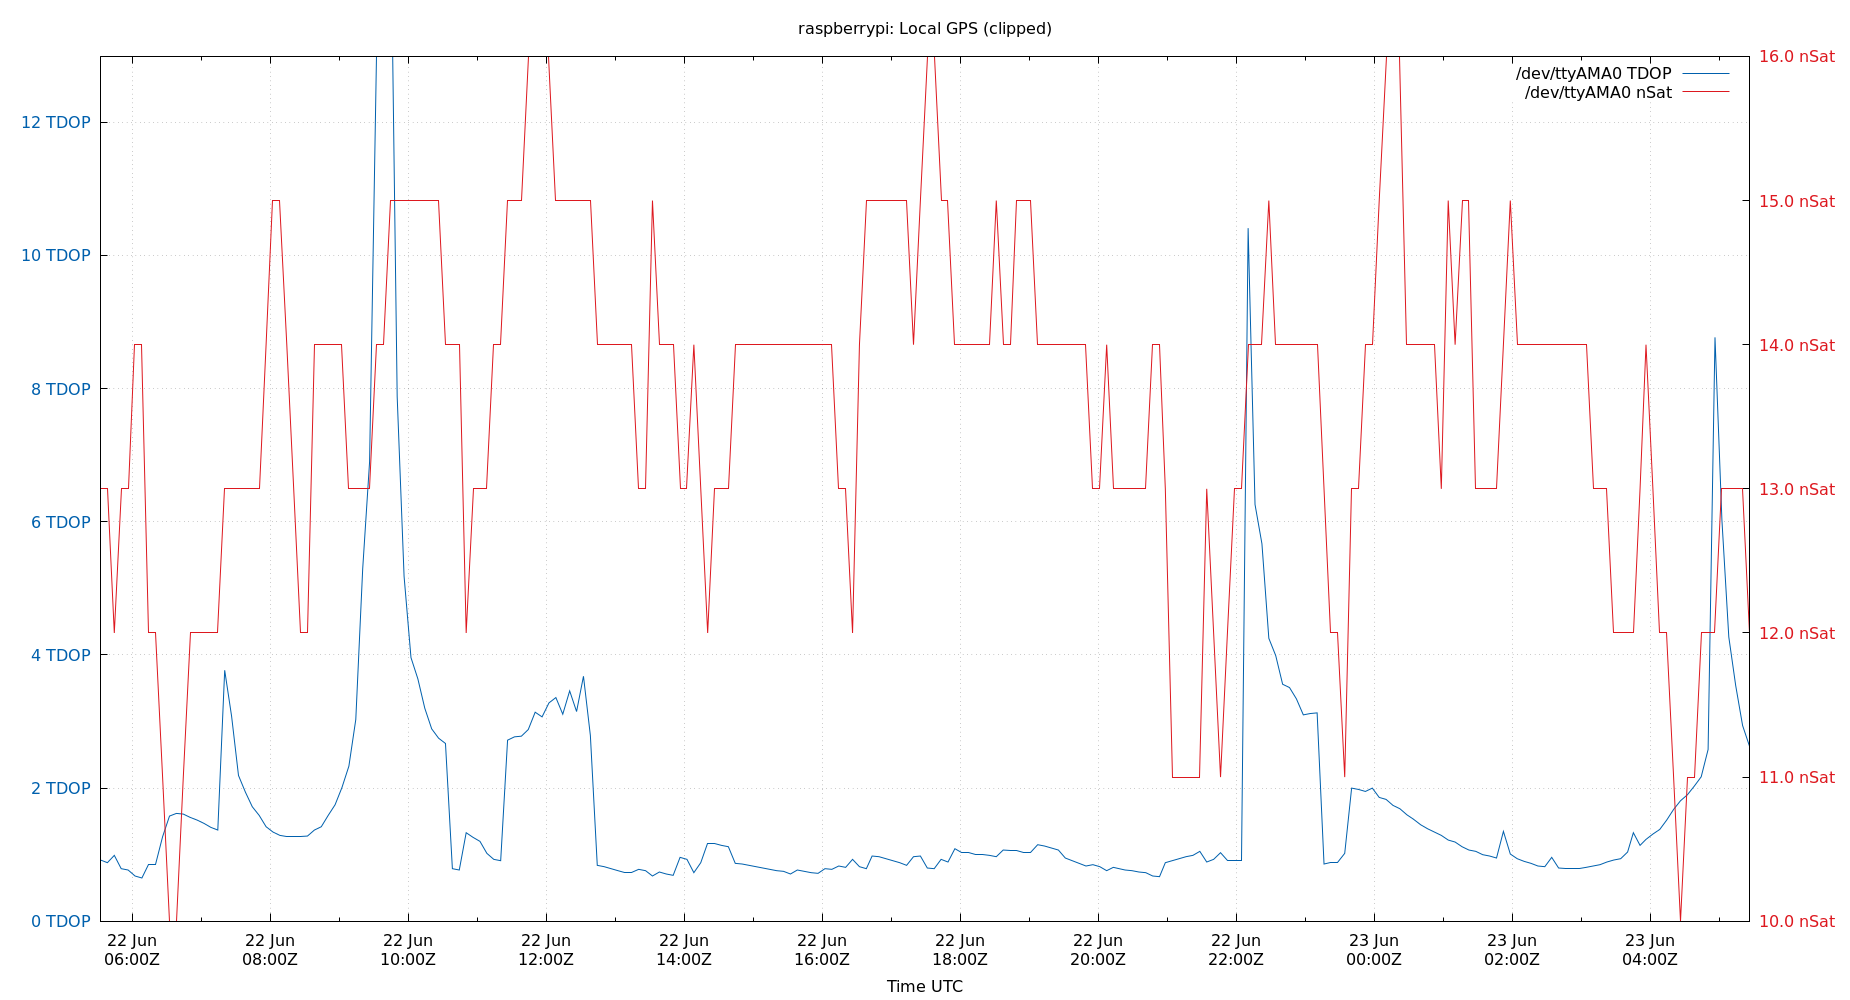 raspberrypi: Local GPS (clipped)
16.0 nSat
/dev/ttyAMA0 TDOP
/dev/ttyAMA0 nSat
12 TDOP
15.0 nSat
10 TDOP
14.0 nSat
8 TDOP
13.0 nSat
6 TDOP
12.0 nSat
4 TDOP
11.0 nSat
2 TDOP
0 TDOP
10.0 nSat
22 Jun 22 Jun 22 Jun 22 Jun 22 Jun 22 Jun 22 Jun 22 Jun 22 Jun 23 Jun 23 Jun 23 Jun
06:00Z 08:00Z 10:00Z 12:00Z 14:00Z 16:00Z 18:00Z 20:00Z 22:00Z 00:00Z 02:00Z 04:00Z
Time UTC